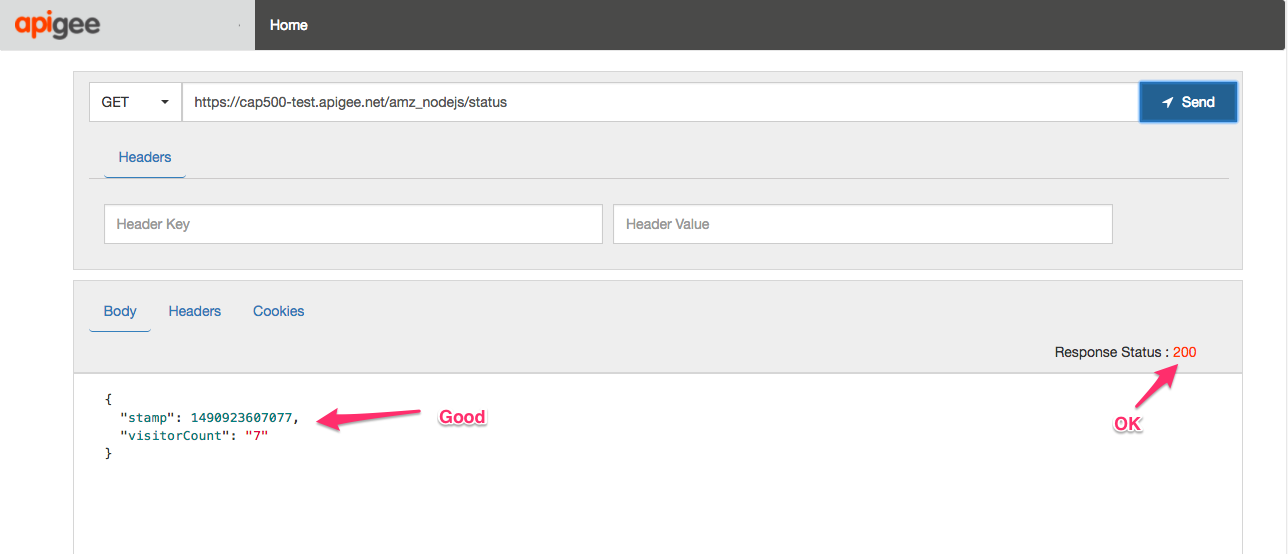 apigee
Home
GET
https://cap500-test.apigee.net/amz_nodejs/status
Send
Headers
Header Key
Header Value
Body Headers Cookies
Response Status : 200
{
"stamp": 1490923607077,
"visitorCount": "7"
}
Good
OK